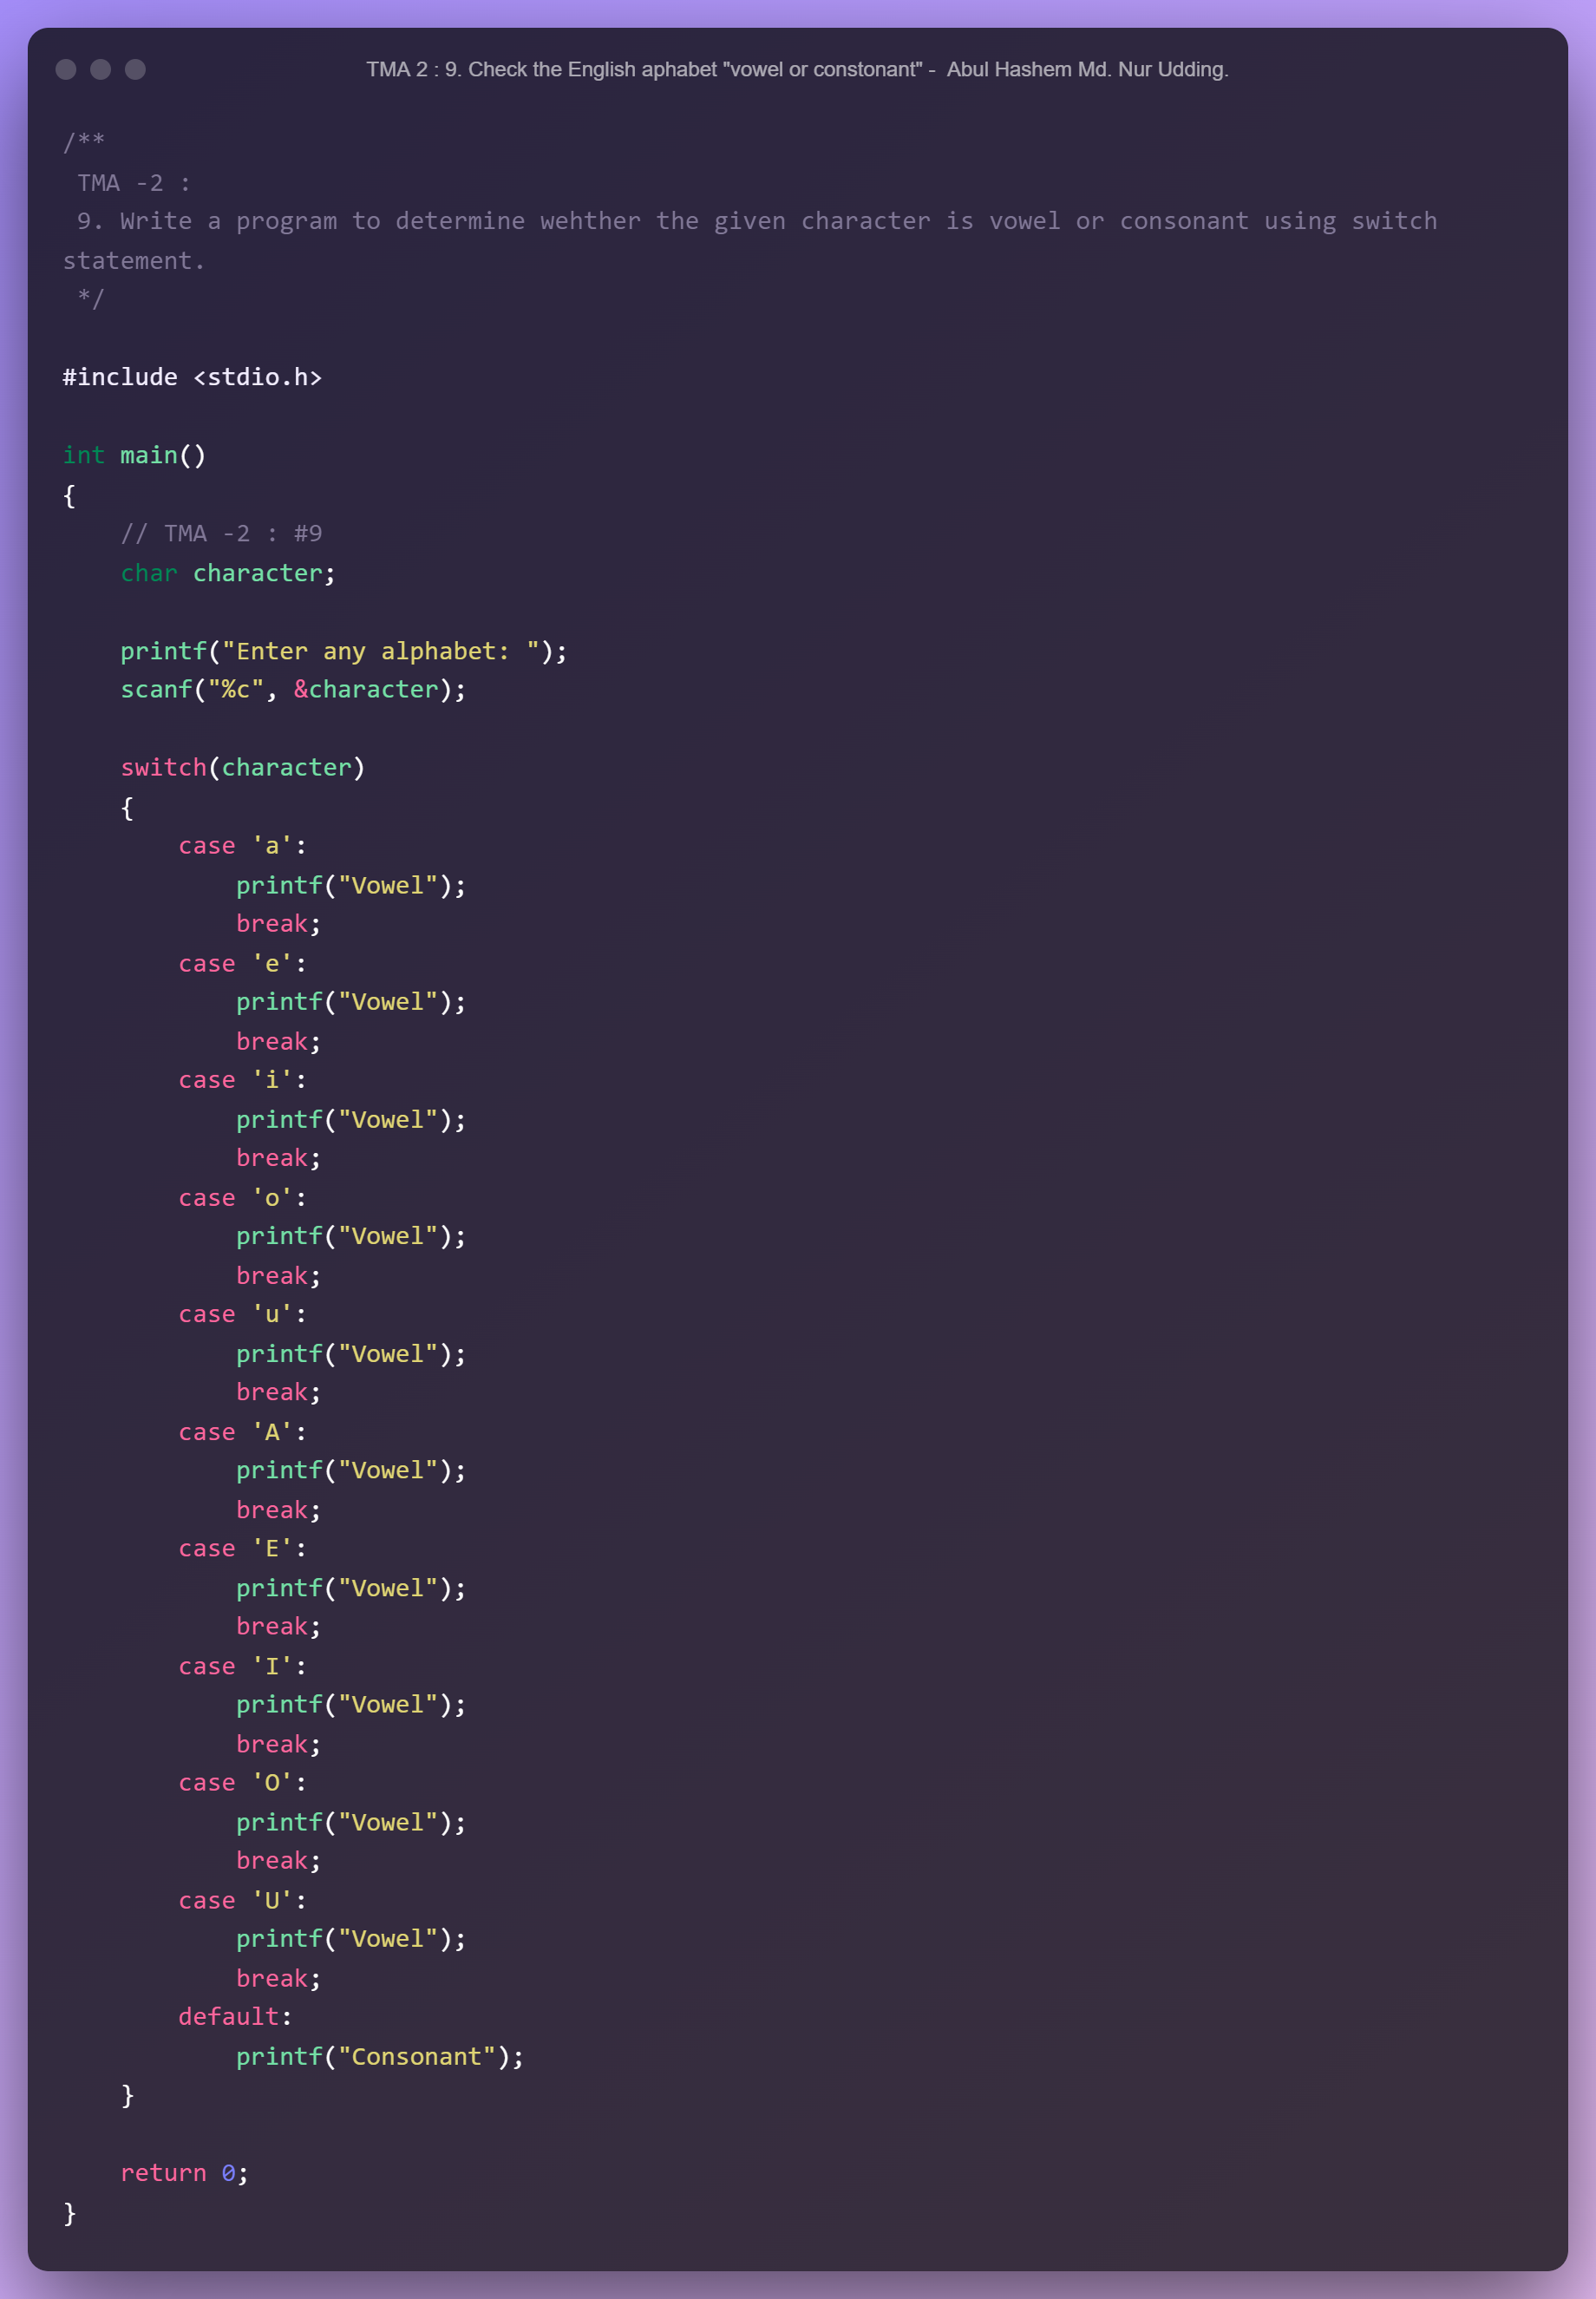 TMA 2 : 9. Check the English aphabet "vowel or constonant" -  Abul Hashem Md. Nur Udding.
/**
 TMA -2 :
 9. Write a program to determine wehther the given character is vowel or consonant using switch
statement.
 */

#include <stdio.h>

int main()
{
    // TMA -2 : #9
    char character;

    printf("Enter any alphabet: ");
    scanf("%c", &character);

    switch(character)
    {
        case 'a':
            printf("Vowel");
            break;
        case 'e':
            printf("Vowel");
            break;
        case 'i':
            printf("Vowel");
            break;
        case 'o':
            printf("Vowel");
            break;
        case 'u':
            printf("Vowel");
            break;
        case 'A':
            printf("Vowel");
            break;
        case 'E':
            printf("Vowel");
            break;
        case 'I':
            printf("Vowel");
            break;
        case 'O':
            printf("Vowel");
            break;
        case 'U':
            printf("Vowel");
            break;
        default:
            printf("Consonant");
    }

    return 0;
}